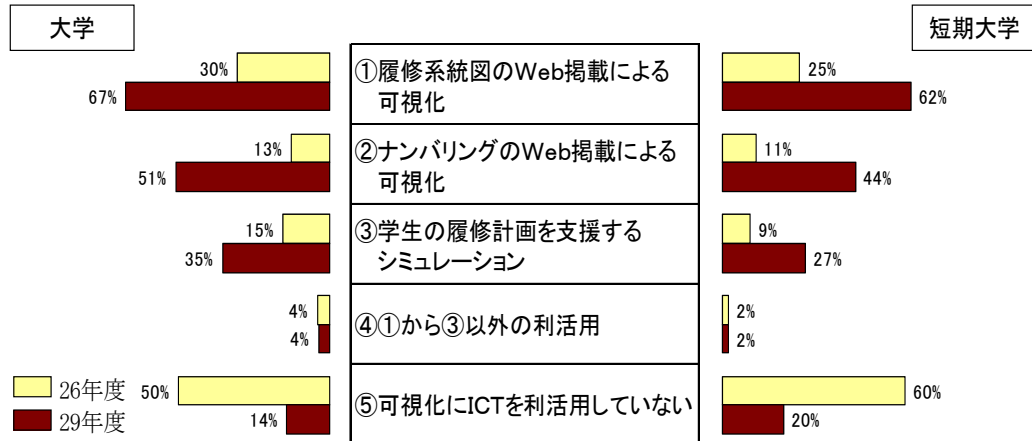 大学
短期大学
30%
67%
①履修系統図のWeb掲載による
可視化
25%
62%
13%
51%
②ナンバリングのWeb掲載による
可視化
11%
44%
15%
35%
③学生の履修計画を支援する
シミュレーション
9%
27%
4%
4%
④①から③以外の利活用
2%
2%
26年度
29年度
50%
14%
⑤可視化にICTを利活用していない
60%
20%